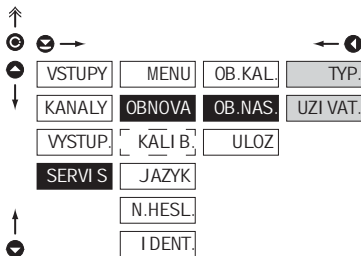 VSTUPY MENU OB.KAL. TYP.
KANALY OBNOVA OB.NAS. UZIVAT.
VYSTUP. KALIB. ULOZ
SERVIS JAZYK
N.HESL.
IDENT.